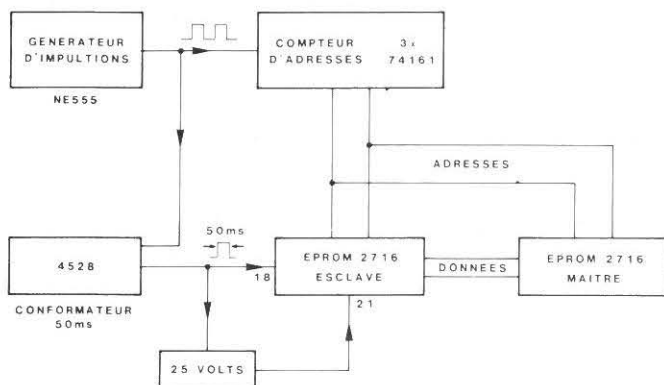 GENERATEUR
D'IMPULTIONS
NE555
COMPTEUR 3x
D'ADRESSES 74161
ADRESSES
50ms
4528
CONFORMATEUR
50ms
18
EPROM 2716
ESCLAVE
DONNEES
EPROM 2716
MAITRE
21
25 VOLTS